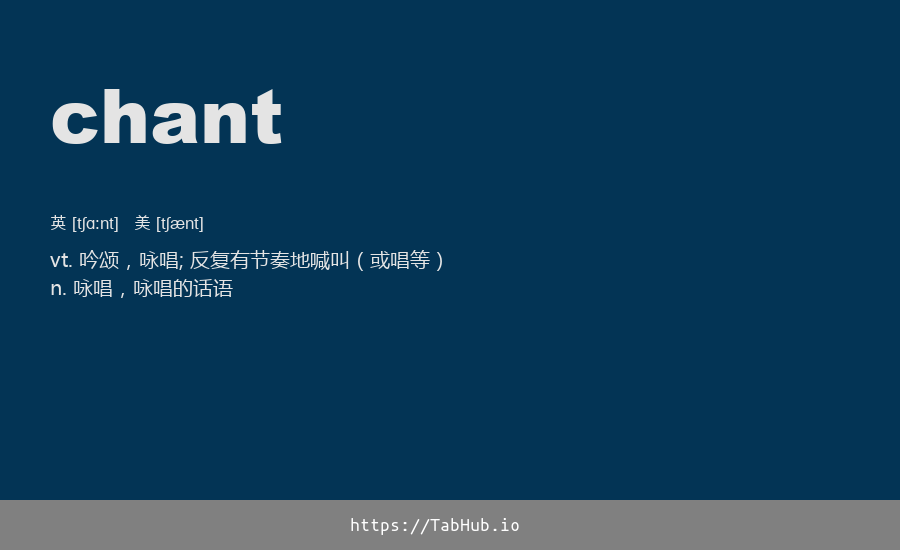 chant
英 [tʃɑːnt] 美 [tʃænt]
vt. 吟颂，咏唱; 反复有节奏地喊叫（或唱等）
n. 咏唱，咏唱的话语
https://TabHub.io